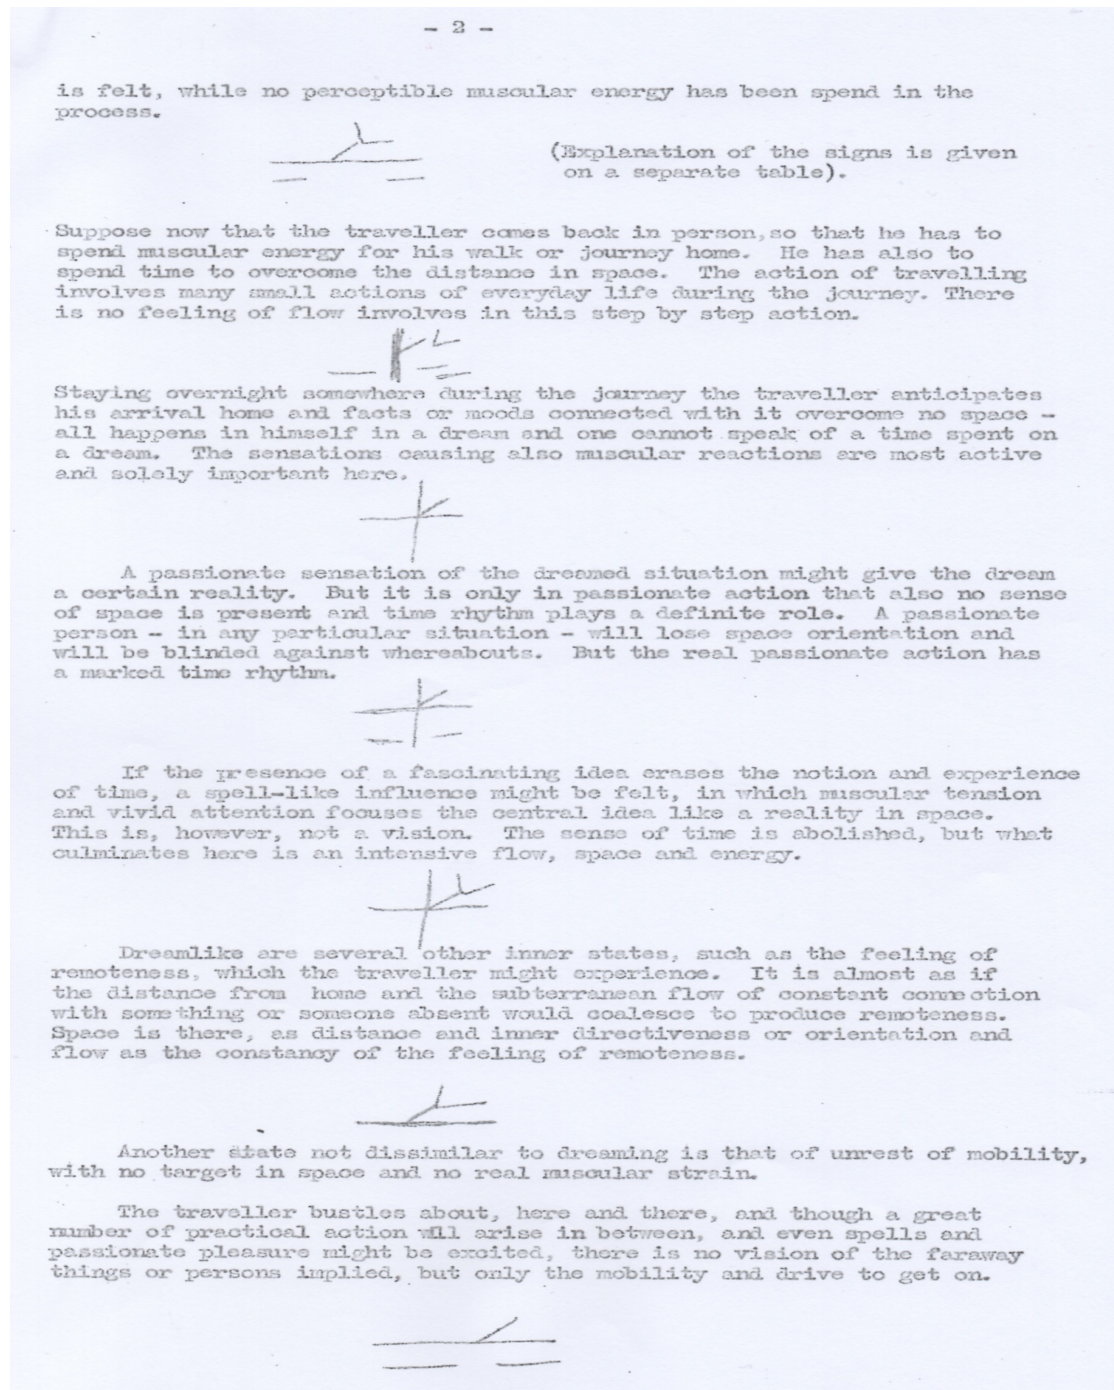 - 2 -
is felt, while no perceptible muscular energy has been spend in the
process.
(Explanation of the signs is given
on a separate table).
Suppose now that the traveller comes back in person, so that he has to
spend muscular energy for his walk or journey home. He has also to
spend time to overcome the distance in space. The action of travelling
involves many small actions of everyday life during the journey. There
is no feeling of flow involves in this step by step action.
Staying overnight somewhere during the journey the traveller anticipates
his arrival home and facts or moods connected with it overcome no space -
all happens in himself in a dream and one cannot speak of a time spent on
a dream. The sensations causing also muscular reactions are most active
and solely important here.
A passionate sensation of the dreamed situation might give the dream
a certain reality. But it is only in passionate action that also no sense
of space is present and time rhythm plays a definite role. A passionate
person - in any particular situation - will lose space orientation and
will be blinded against whereabouts. But the real passionate action has
a marked time rhythm.
If the presence of a fascinating idea erases the notion and experience
of time, a spell-like influence might be felt, in which muscular tension
and vivid attention focuses the central idea like a reality in space.
This is, however, not a vision. The sense of time is abolished, but what
culminates here is an intensive flow, space and energy.
Dreamlike are several other inner states, such as the feeling of
remoteness, which the traveller might experience. It is almost as if
the distance from home and the subterranean flow of constant connection
with something or someone absent would coalesce to produce remoteness.
Space is there, as distance and inner directiveness or orientation and
flow as the constancy of the feeling of remoteness.
Another state not dissimilar to dreaming is that of unrest of mobility,
with no target in space and no real muscular strain.
The traveller bustles about, here and there, and though a great
number of practical action will arise in between, and even spells and
passionate pleasure might be excited, there is no vision of the faraway
things or persons implied, but only the mobility and drive to get on.